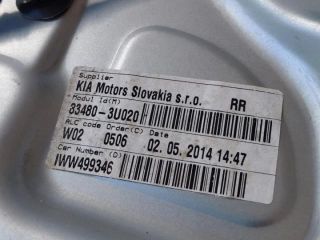 Supplier
KIA Motors Slovakia s.r.o. RR
Modul Id(M)
83480-3U020
ALC code Order(C) Date
W02 0506 02.05.2014 14:47
Car Number (D)
IWW499346